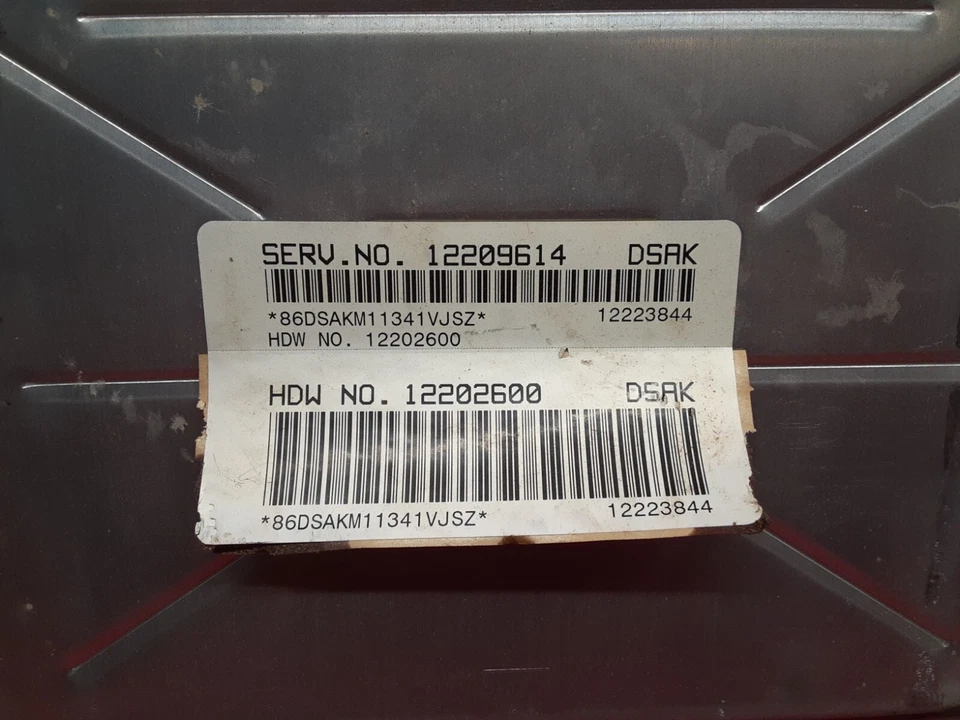 SERV.NO. 12209614 DSAK
*86DSAKM11341VJSZ* 12223844
HDW NO. 12202600
HDW NO. 12202600 DSAK
*86DSAKM11341VJSZ* 12223844